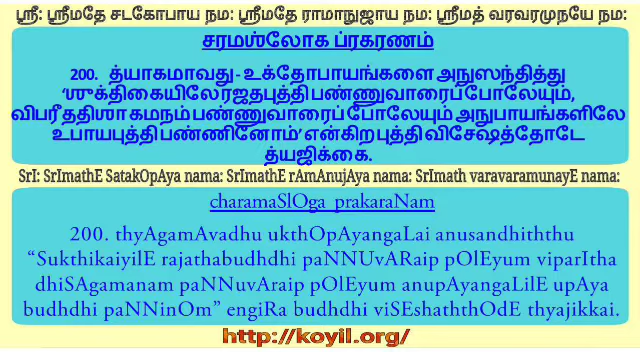 ஸ்ரீ: ஸ்ரீமதே சடகோபாய நம: ஸ்ரீமதே ராமாநுஜாய நம: ஸ்ரீமத் வரவரமுநயே நம:
சரமஸ்லோக ப்ரகரணம்
200. த்யாகமாவது - உக்தோபாயங்களை அநுஸந்தித்து
‘ஶுக்திகையிலே ரஜதபுத்தி பண்ணுவாரைப் போலேயும்,
விபரீத திஶா கமநம் பண்ணுவாரைப் போலேயும் அநுபாயங்களிலே
உபாயபுத்தி பண்ணினோம்’ என்கிற புத்தி விசேஷத்தோடே
த்யஜிக்கை.
SrI: SrImathE SatakOpAya nama: SrImathE rAmAnujAya nama: SrImath varavaramunayE nama:
charamaSlOga prakaraNam
200. thyAgamAvadhu ukthOpAyangaLai anusandhiththu
“SukthikaiyilE rajathabudhdhi paNNUvARaip pOlEyum viparItha
dhiSAgamanam paNNuvAraip pOlEyum anupAyangaLilE upAya
budhdhi paNNinOm” engiRa budhdhi viSEshaththOdE thyajikkai.
http://koyil.org/